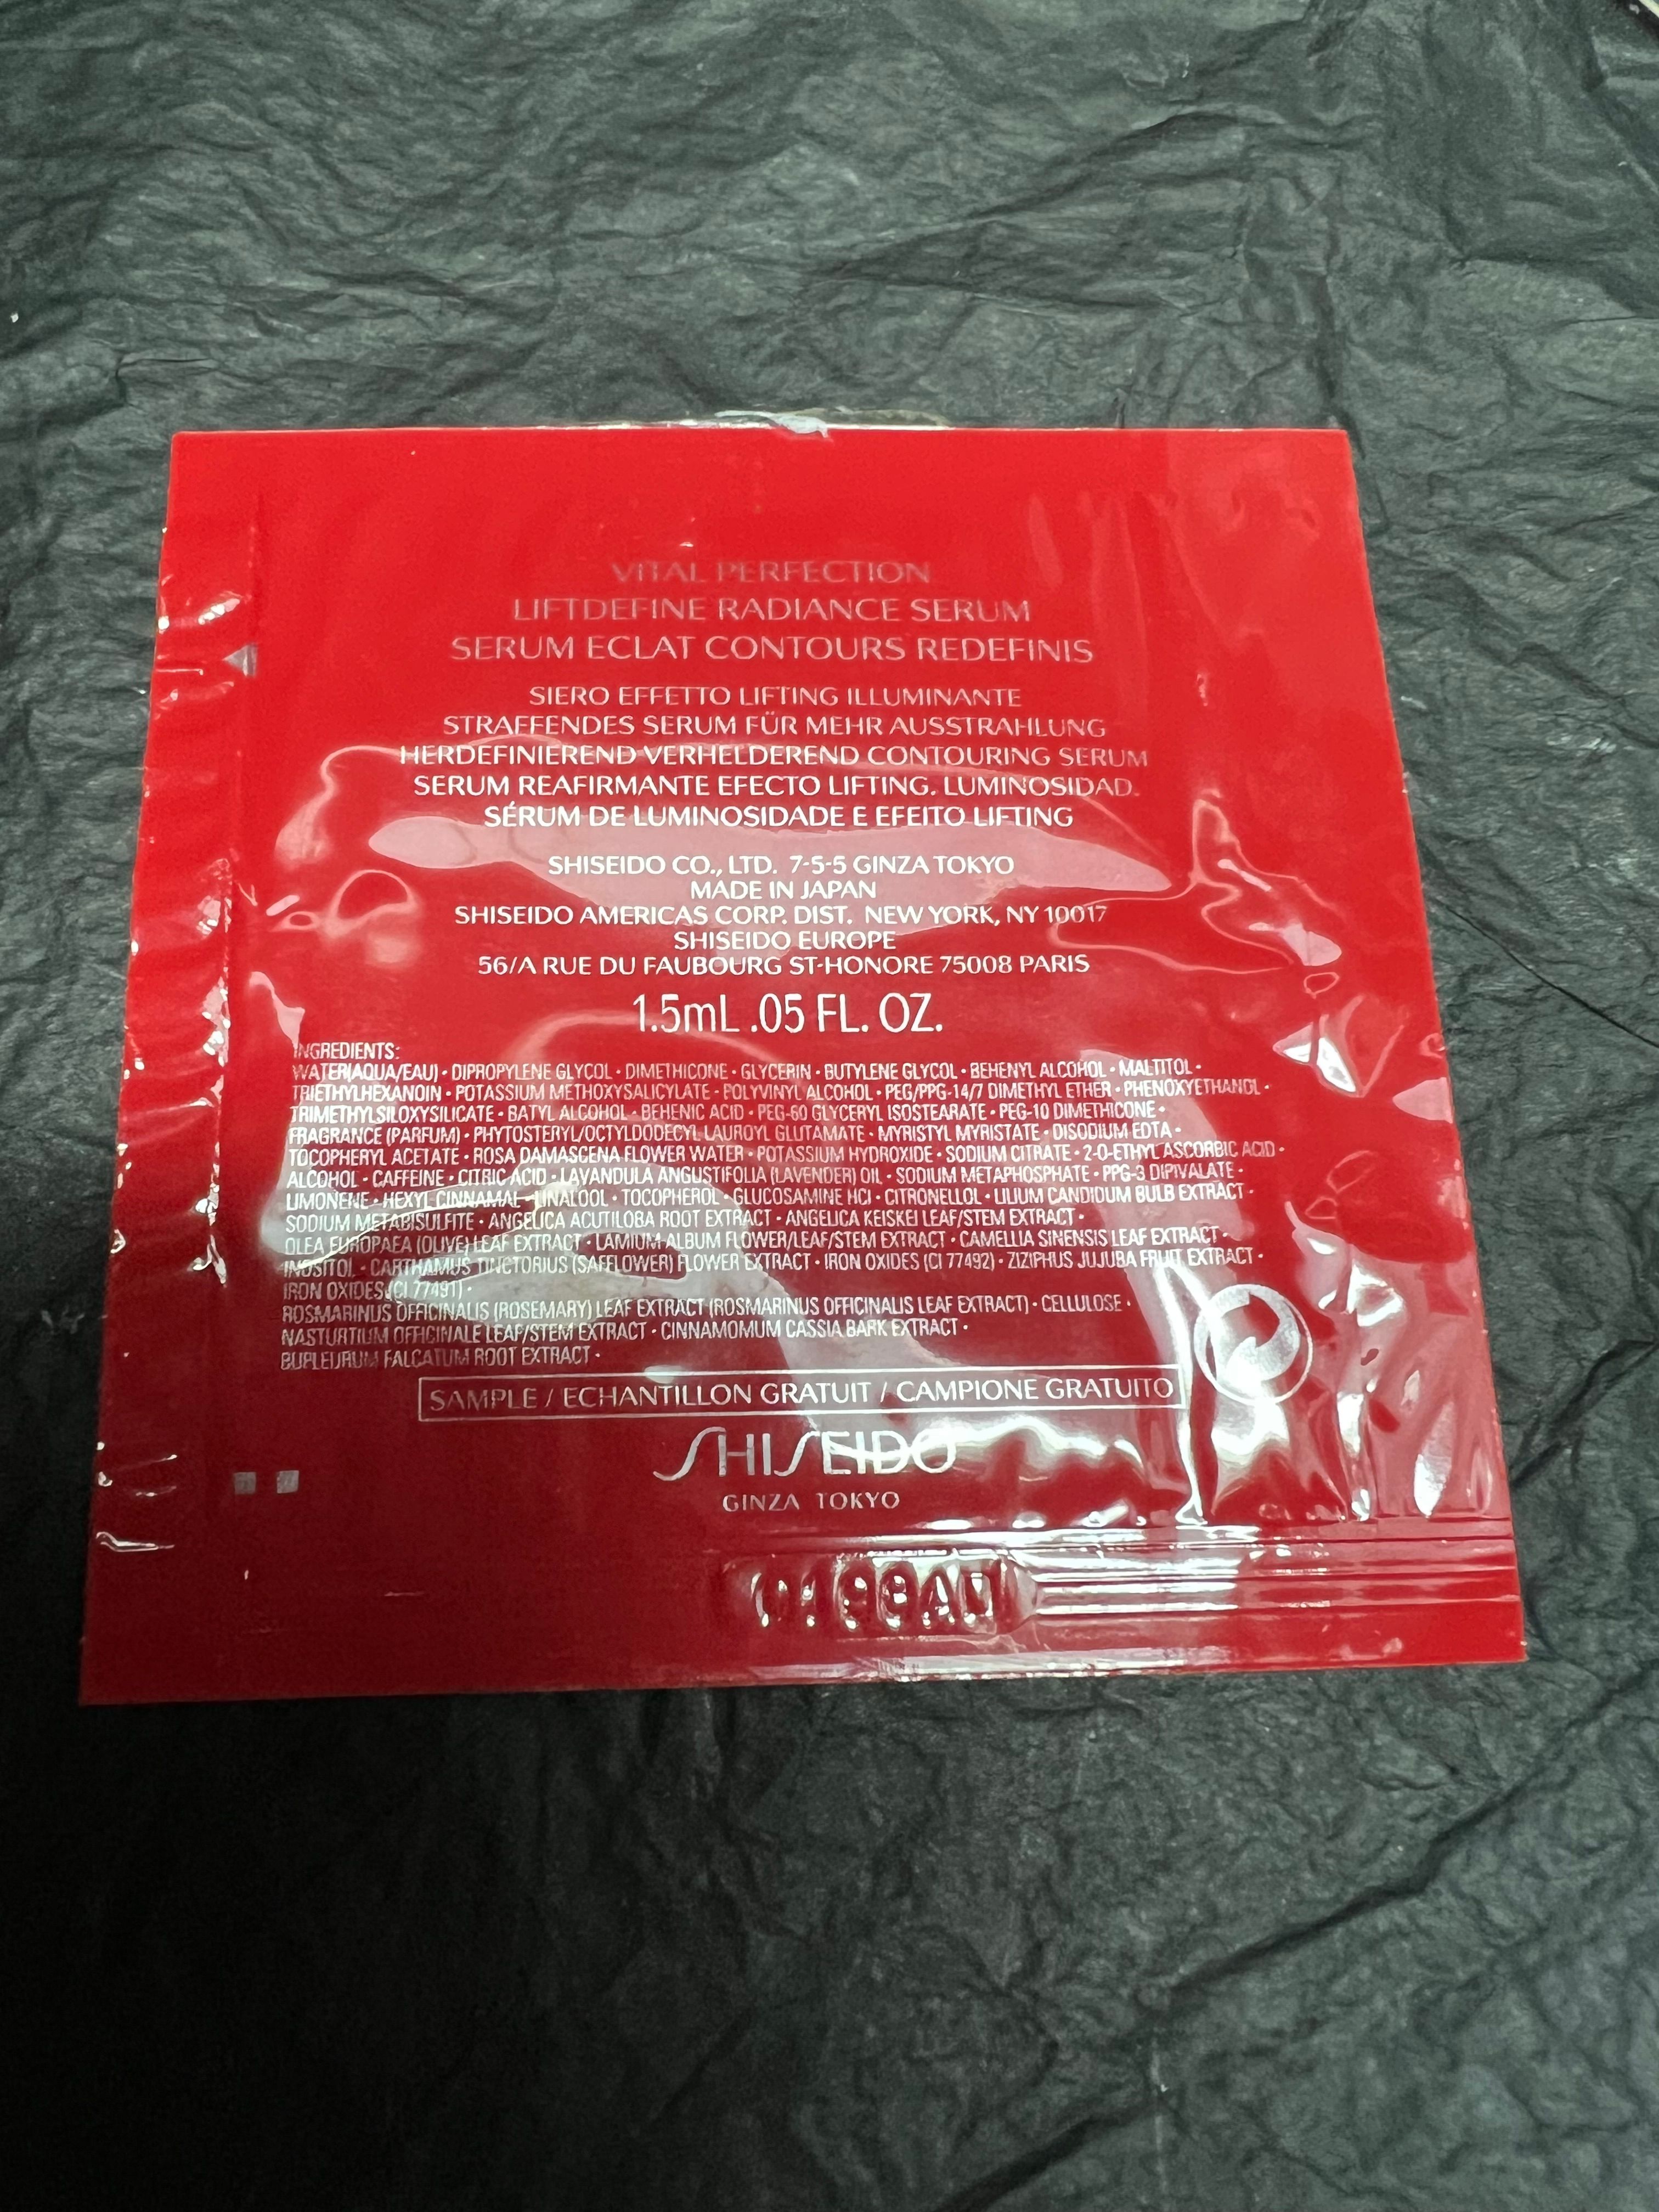 VITAL PERFECTION
LIFTDEFINE RADIANCE SERUM
SERUM ECLAT CONTOURS REDEFINIS
SIERO EFFETTO LIFTING ILLUMINANTE
STRAFFENDES SERUM FÜR MEHR AUSSTRAHLUNG
HERDEFINIEREND VERHELDEREND CONTOURING SERUM
SERUM REAFIRMANTE EFECTO LIFTING. LUMINOSIDAD.
SÉRUM DE LUMINOSIDADE E EFEITO LIFTING
SHISEIDO CO., LTD. 7-5-5 GINZA TOKYO
MADE IN JAPAN
SHISEIDO AMERICAS CORP. DIST. NEW YORK, NY 10017
SHISEIDO EUROPE
56/A RUE DU FAUBOURG ST-HONORE 75008 PARIS
1.5mL .05 FL. OZ.
INGREDIENTS:
WATER(AQUA/EAU) • DIPROPYLENE GLYCOL • DIMETHICONE • GLYCERIN • BUTYLENE GLYCOL • BEHENYL ALCOHOL • MALTITOL •
TRIETHYLHEXANOIN • POTASSIUM METHOXYSALICYLATE • POLYVINYL ALCOHOL • PEG/PPG-14/7 DIMETHYL ETHER • PHENOXYETHANOL •
TRIMETHYLSILOXYSILICATE • BATYL ALCOHOL • BEHENIC ACID • PEG-60 GLYCERYL ISOSTEARATE • PEG-10 DIMETHICONE •
FRAGRANCE (PARFUM) • PHYTOSTERYL/OCTYLDODECYL LAUROYL GLUTAMATE • MYRISTYL MYRISTATE • DISODIUM EDTA •
TOCOPHERYL ACETATE • ROSA DAMASCENA FLOWER WATER • POTASSIUM HYDROXIDE • SODIUM CITRATE • 2-O-ETHYL ASCORBIC ACID •
ALCOHOL • CAFFEINE • CITRIC ACID • LAVANDULA ANGUSTIFOLIA (LAVENDER) OIL • SODIUM METAPHOSPHATE • PPG-3 DIPIVALATE •
LIMONENE • HEXYL CINNAMAL • LINALOOL • TOCOPHEROL • GLUCOSAMINE HCl • CITRONELLOL • LILIUM CANDIDUM BULB EXTRACT •
SODIUM METABISULFITE • ANGELICA ACUTILOBA ROOT EXTRACT • ANGELICA KEISKEI LEAF/STEM EXTRACT •
OLEA EUROPAEA (OLIVE) LEAF EXTRACT • LAMIUM ALBUM FLOWER/LEAF/STEM EXTRACT • CAMELLIA SINENSIS LEAF EXTRACT •
INOSITOL • CARTHAMUS TINCTORIUS (SAFFLOWER) FLOWER EXTRACT • IRON OXIDES (CI 77492) • ZIZIPHUS JUJUBA FRUIT EXTRACT •
IRON OXIDES (CI 77491) •
ROSMARINUS OFFICINALIS (ROSEMARY) LEAF EXTRACT (ROSMARINUS OFFICINALIS LEAF EXTRACT) • CELLULOSE •
NASTURTIUM OFFICINALE LEAF/STEM EXTRACT • CINNAMOMUM CASSIA BARK EXTRACT •
BUPLEURUM FALCATUM ROOT EXTRACT •
SAMPLE / ECHANTILLON GRATUIT / CAMPIONE GRATUITO
SHISEIDO
GINZA TOKYO